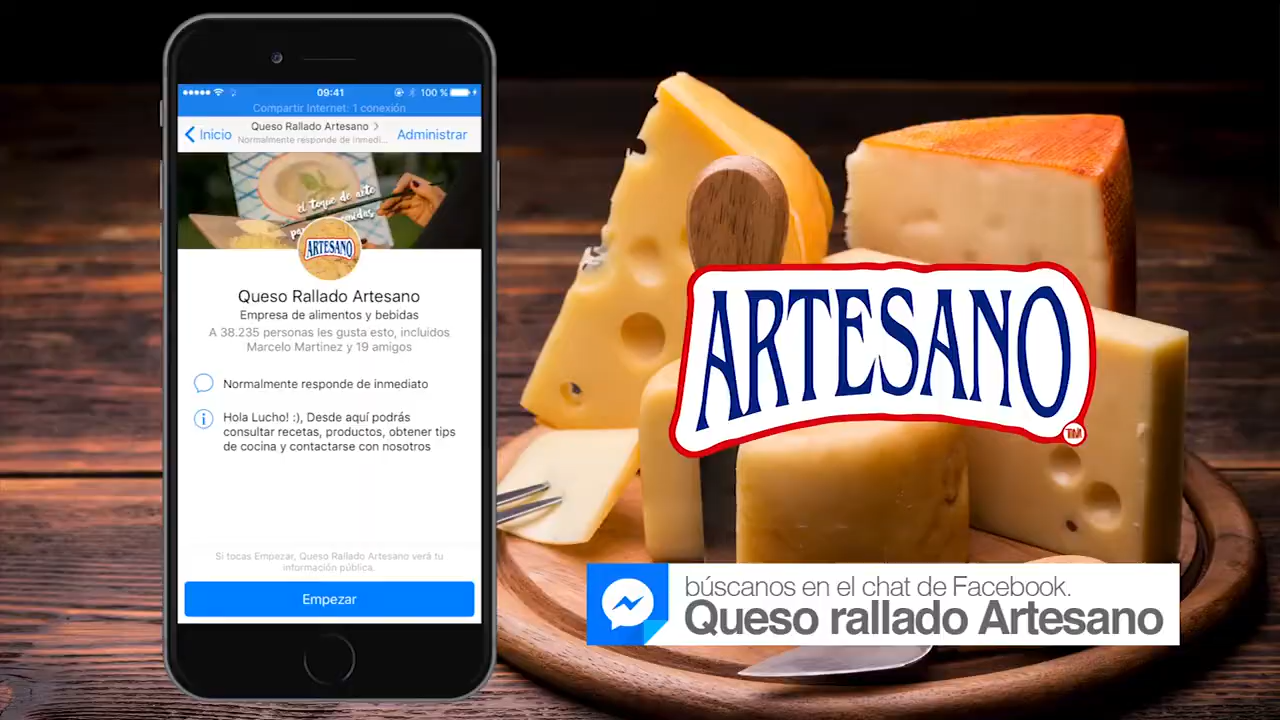 09:41
100 %
Compartir Internet: 1 conexión
Inicio
Queso Rallado Artesano
Normalmente responde de inmedi...
Administrar
el toque de arte
ARTESANO
Queso Rallado Artesano
Empresa de alimentos y bebidas
A 38.235 personas les gusta esto, incluidos
Marcelo Martinez y 19 amigos
Normalmente responde de inmediato
Hola Lucho! :), Desde aquí podrás
consultar recetas, productos, obtener tips
de cocina y contactarse con nosotros
Si tocas Empezar, Queso Rallado Artesano verá tu
información pública.
Empezar
ARTESANO
TM
búscanos en el chat de Facebook.
Queso rallado Artesano